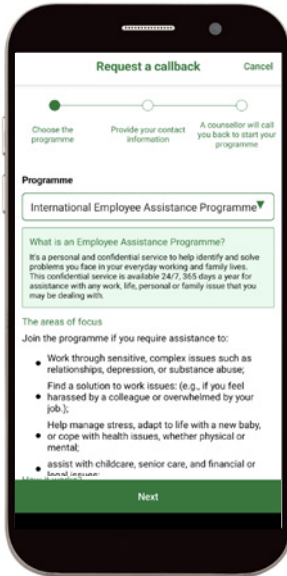 Request a callback
Cancel
Choose the
programme
Provide your contact
information
A counsellor will call
you back to start your
programme
Programme
International Employee Assistance Programme
What is an Employee Assistance Programme?
It's a personal and confidential service to help identify and solve
problems you face in your everyday working and family lives.
This confidential service is available 24/7, 365 days a year for
assistance with any work, life, personal or family issue that you
may be dealing with.
The areas of focus
Join the programme if you require assistance to:
Work through sensitive, complex issues such as
relationships, depression, or substance abuse;
Find a solution to work issues: (e.g., if you feel
harassed by a colleague or overwhelmed by your
job.);
Help manage stress, adapt to life with a new baby,
or cope with health issues, whether physical or
mental;
assist with childcare, senior care, and financial or
legal issues;
How it works?
Next